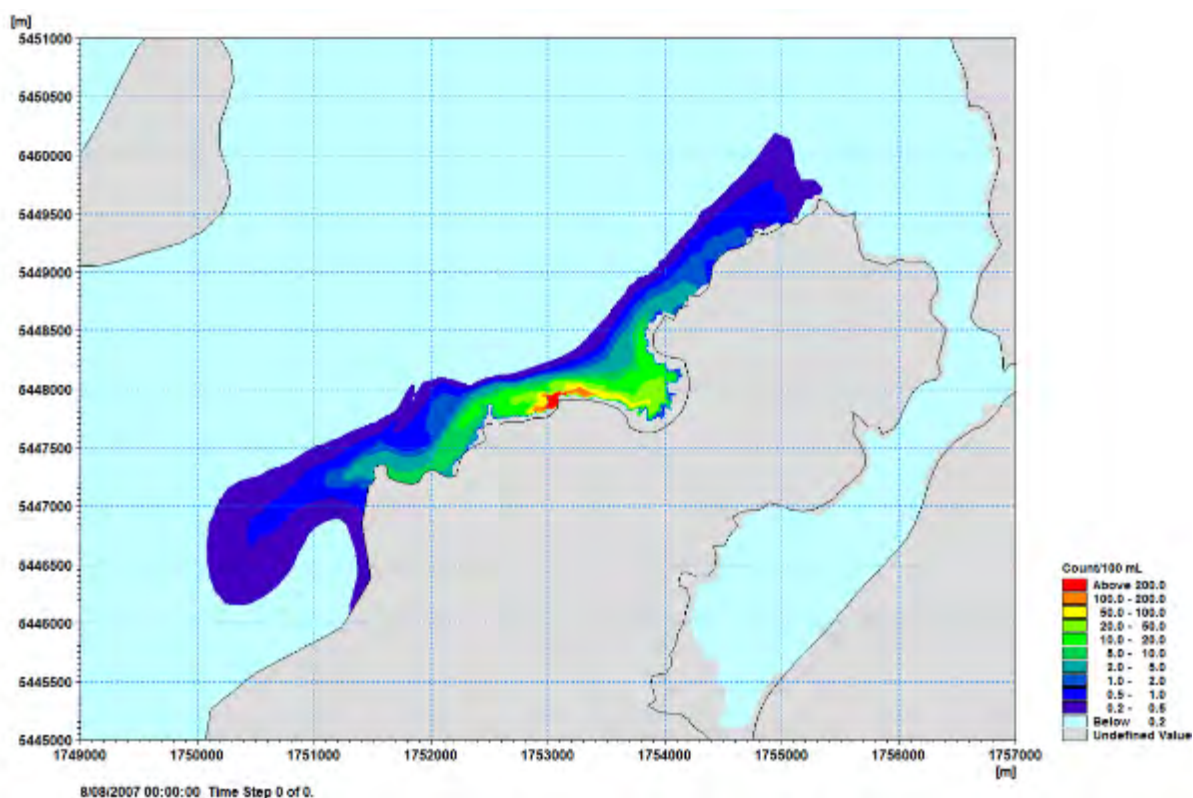 [m]
5451000
5450500
5450000
5449500
5449000
5448500
5448000
5447500
5447000
5446500
5446000
5445500
5445000
1749000 1750000 1751000 1752000 1753000 1754000 1755000 1756000 1757000
[m]
8/08/2007 00:00:00 Time Step 0 of 0.
Count/100 mL
Above 200.0
100.0 - 200.0
50.0 - 100.0
20.0 - 50.0
10.0 - 20.0
5.0 - 10.0
2.0 - 5.0
1.0 - 2.0
0.5 - 1.0
0.2 - 0.5
Below 0.2
Undefined Value